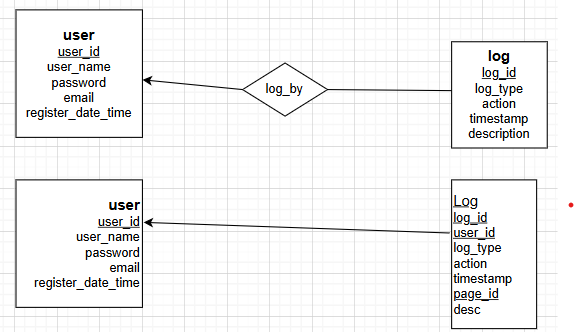 user
user_id
user_name
password
email
register_date_time
log_by
log
log_id
log_type
action
timestamp
description
user
user_id
user_name
password
email
register_date_time
Log
log_id
user_id
log_type
action
timestamp
page_id
desc